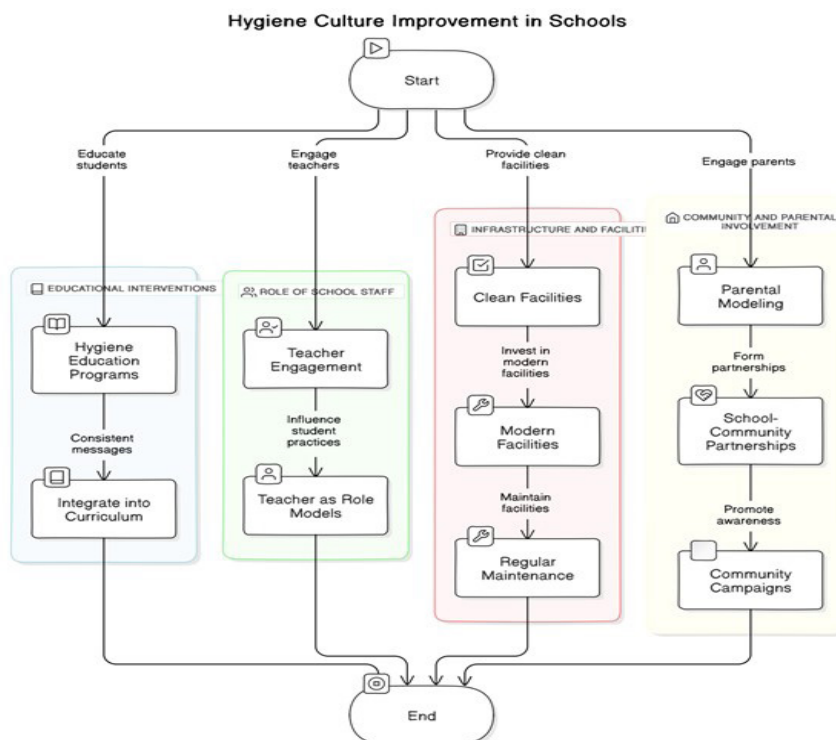 Hygiene Culture Improvement in Schools
Start
Educate
students
Engage
teachers
Provide clean
facilities
Engage parents
EDUCATIONAL INTERVENTIONS
Hygiene
Education
Programs
Consistent
messages
Integrate into
Curriculum
ROLE OF SCHOOL STAFF
Teacher
Engagement
Influence
student
practices
Teacher as Role
Models
INFRASTRUCTURE AND FACILITI
Clean Facilities
Invest in
modern
facilities
Modern
Facilities
Maintain
facilities
Regular
Maintenance
COMMUNITY AND PARENTAL
INVOLVEMENT
Parental
Modeling
Form
partnerships
School-
Community
Partnerships
Promote
awareness
Community
Campaigns
End